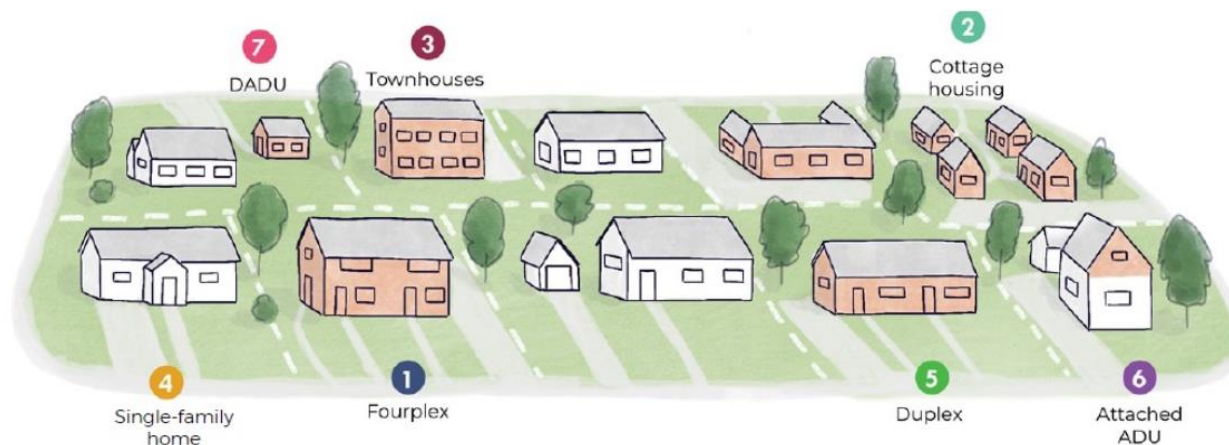 7
DADU
3
Townhouses
2
Cottage
housing
4
Single-family
home
1
Fourplex
5
Duplex
6
Attached
ADU